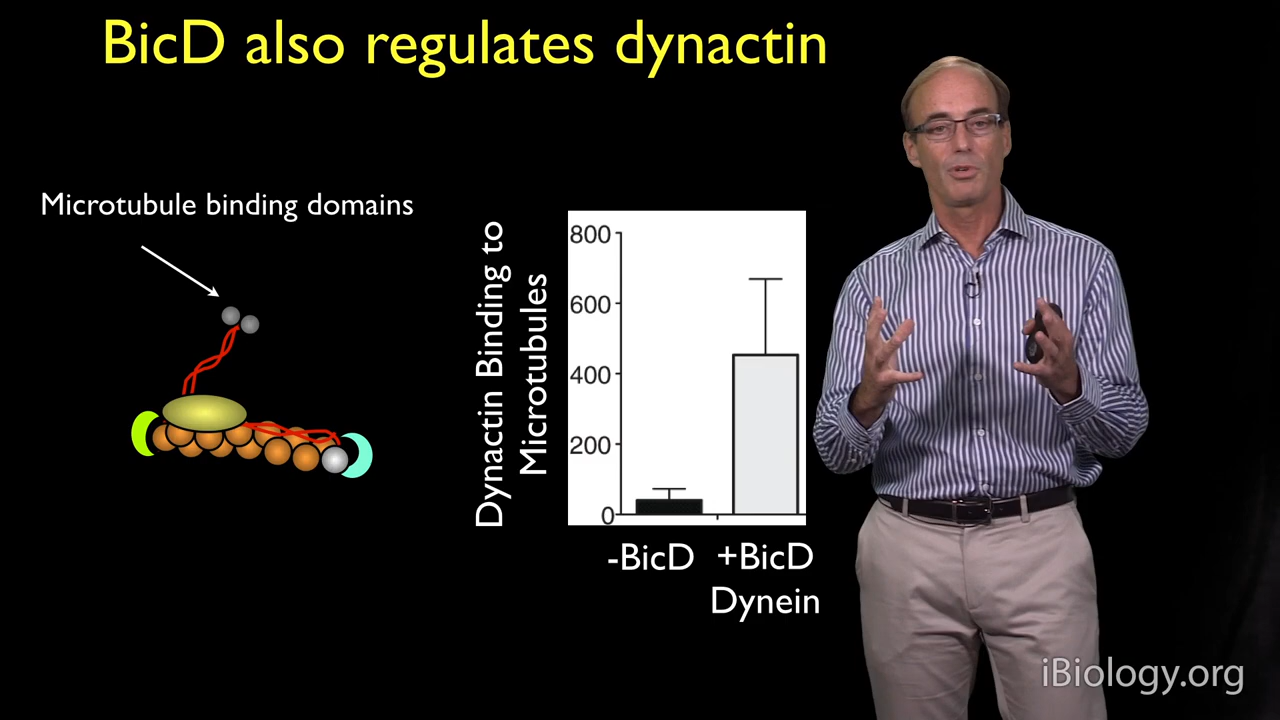 BicD also regulates dynactin
Microtubule binding domains
Dynactin Binding to
Microtubules
800
600
400
200
0
-BicD
+BicD
Dynein
iBiology.org